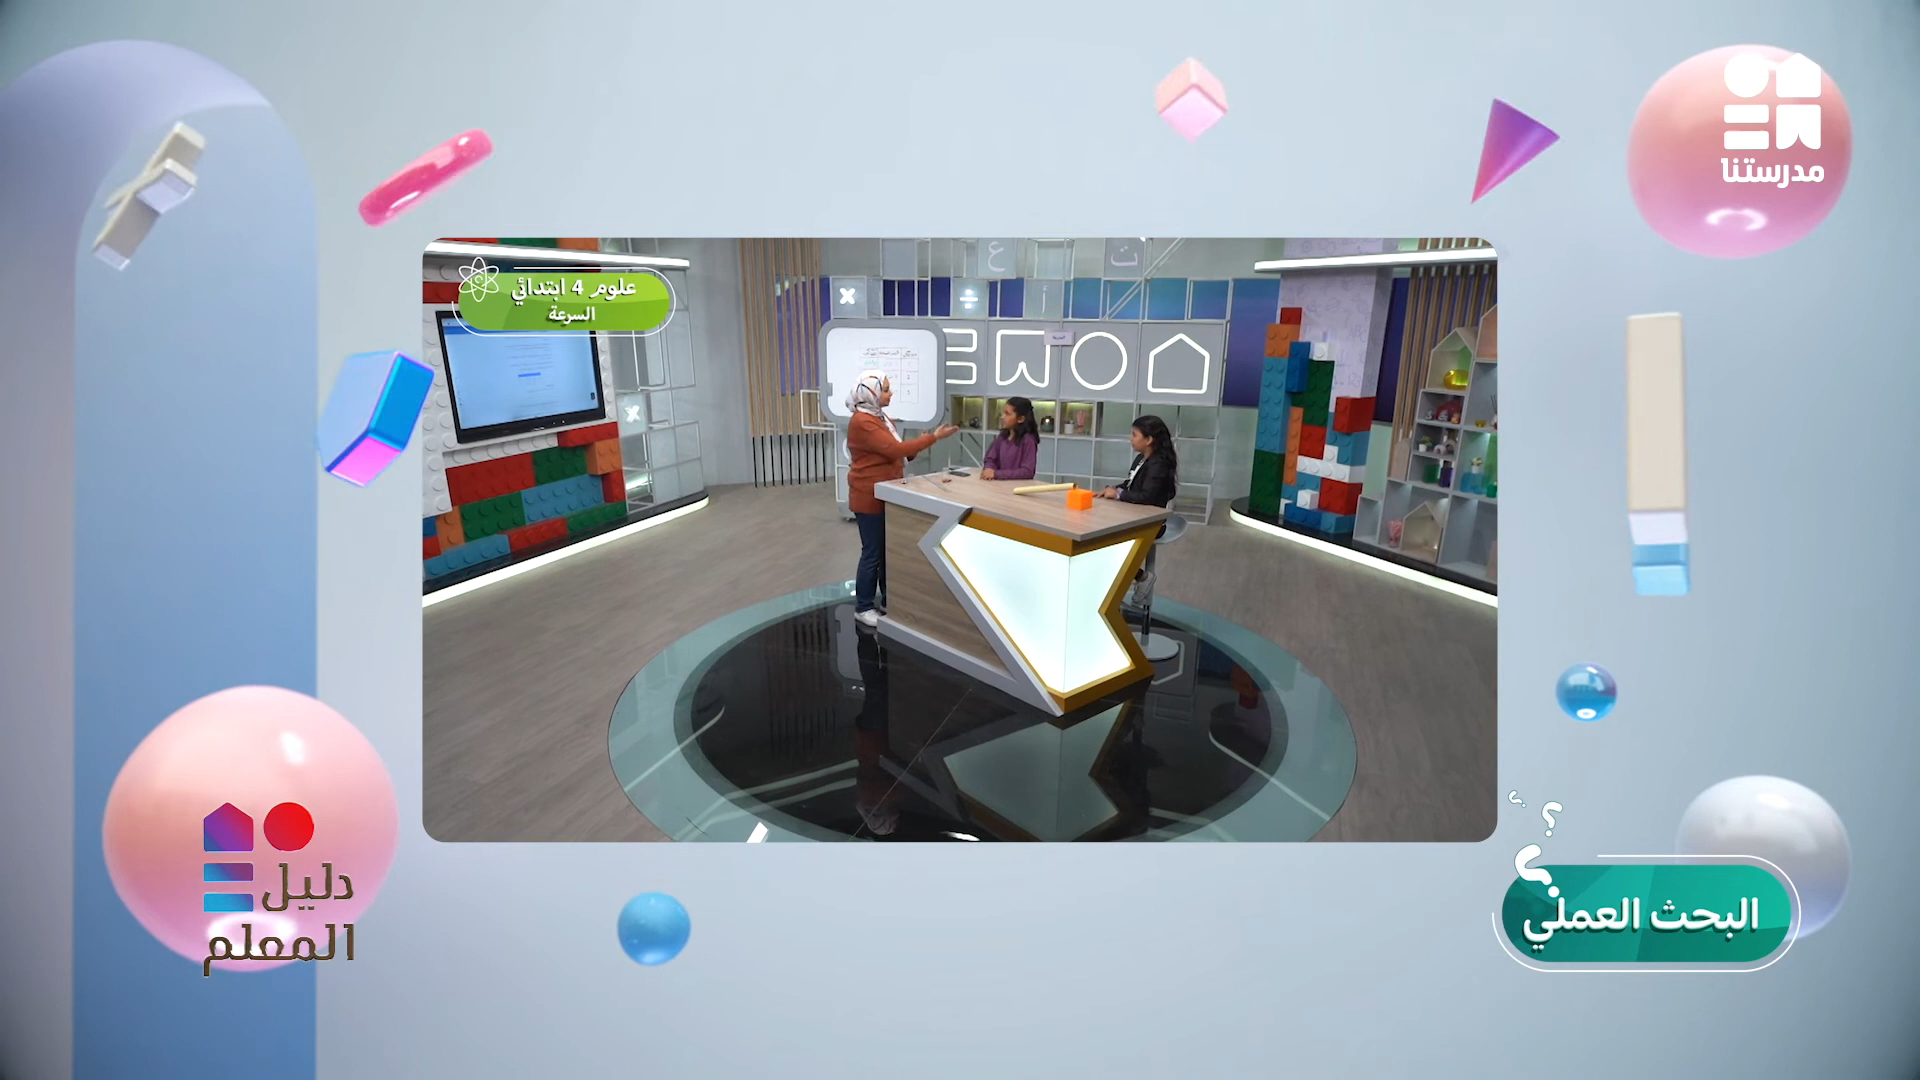 مدرستنا
علوم 4 ابتدائي
السرعة
دليل
المعلم
البحث العملي